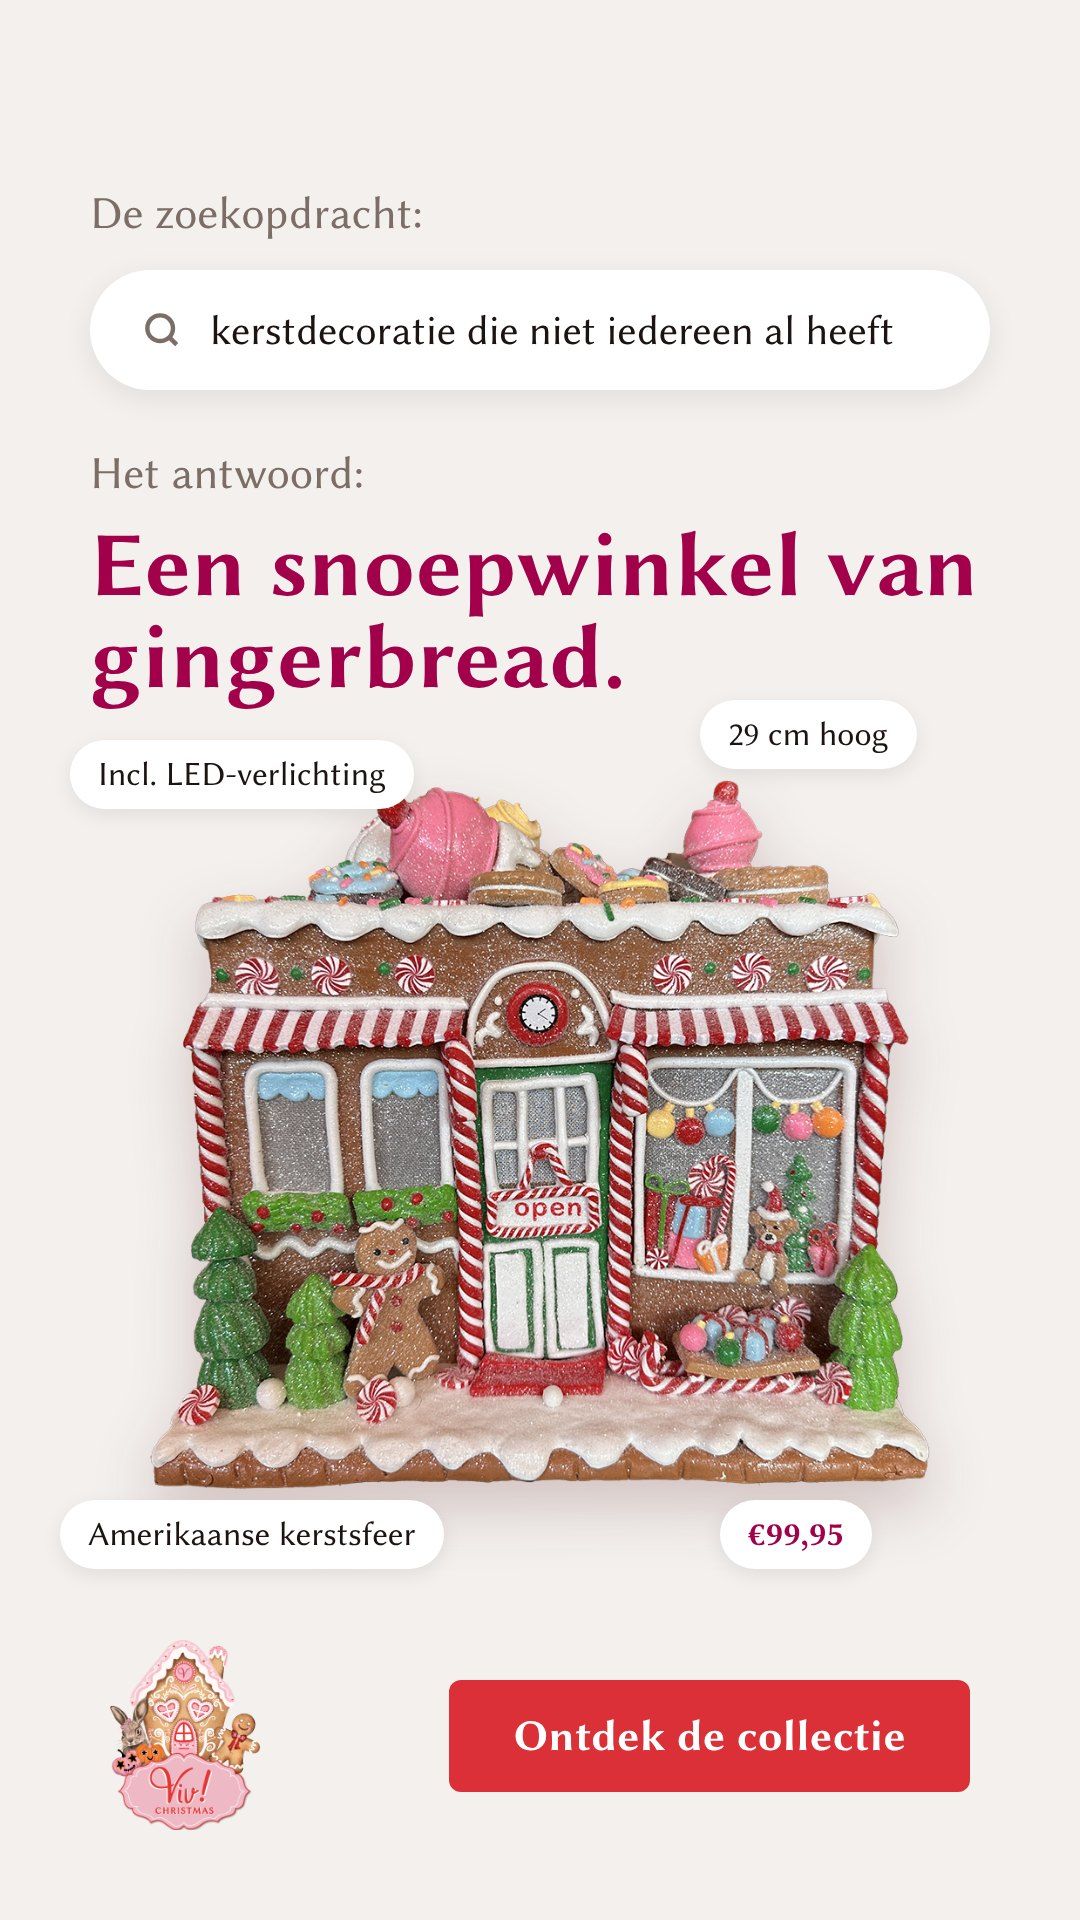 De zoekopdracht:
kerstdecoratie die niet iedereen al heeft
Het antwoord:
Een snoepwinkel van
gingerbread.
29 cm hoog
Incl. LED-verlichting
open
Amerikaanse kerstsfeer
€99,95
V
Viv!
CHRISTMAS
Ontdek de collectie